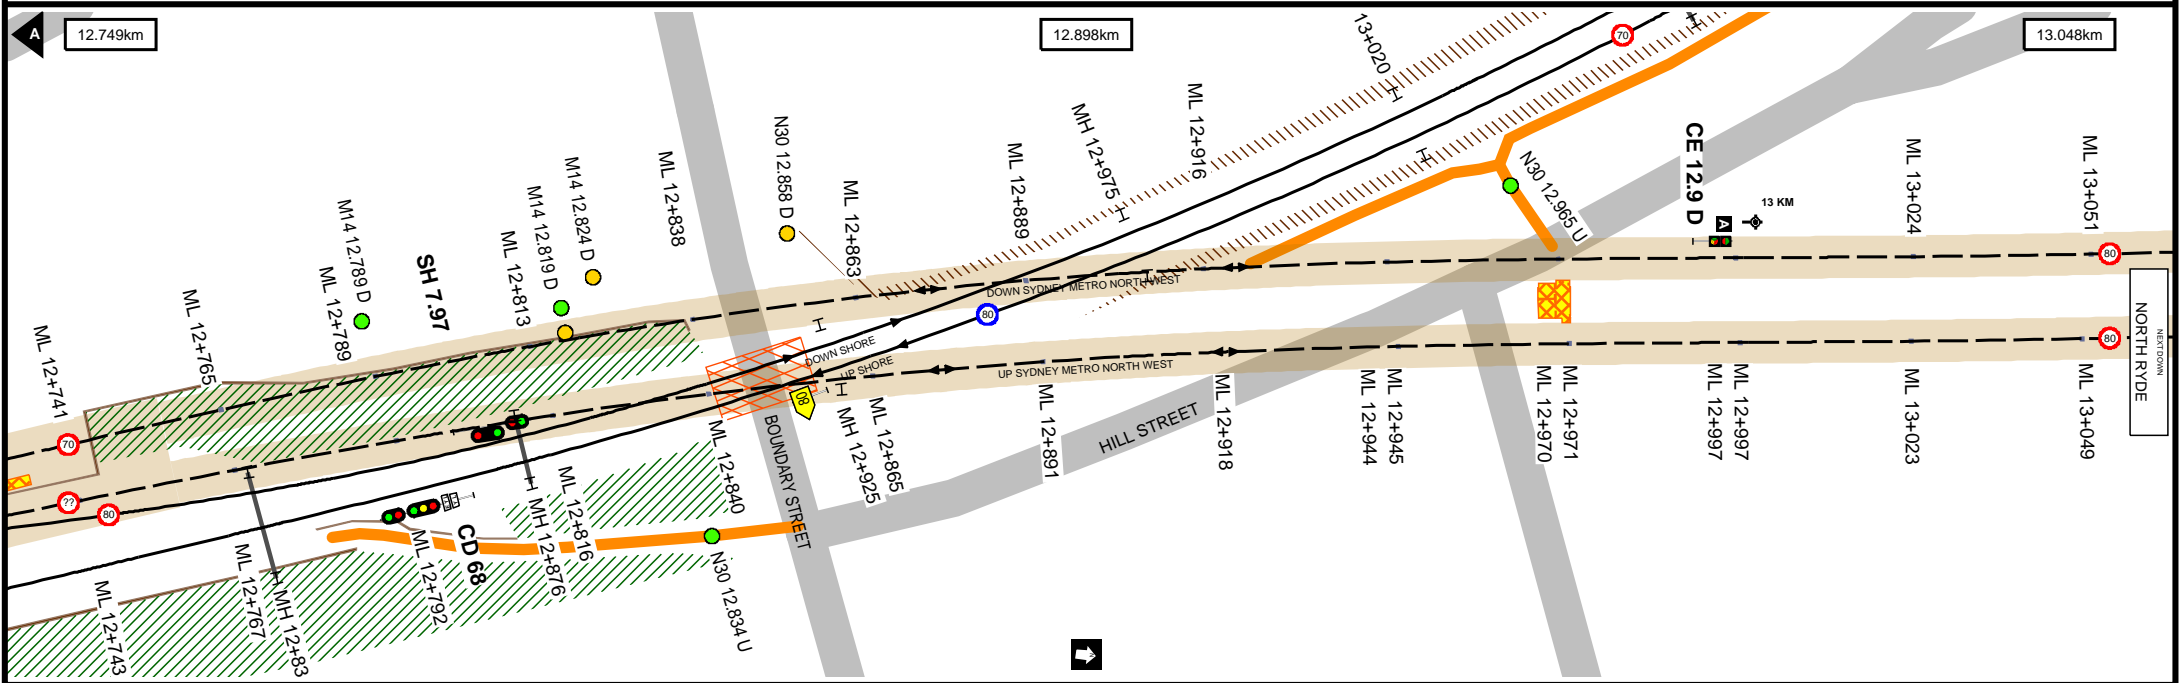 A
12.749km
12.898km
13.048km
13+020
70
ML 12+916
MH 12+975
ML 12+889
N30 12.858 D
ML 12+863
ML 12+838
M14 12.824 D
M14 12.819 D
ML 12+813
SH 7.97
M14 12.789 D
ML 12+789
ML 12+765
ML 12+741
N30 12.965 U
CE 12.9 D
A
13 KM
ML 13+024
ML 13+051
80
DOWN SYDNEY METRO NORTHWEST
80
DOWN SHORE
UP SHORE
UP SYDNEY METRO NORTH WEST
80
80
NEXT DOWN
NORTH RYDE
70
??
80
BOUNDARY STREET
HILL STREET
ML 12+743
ML 12+767
MH 12+83
ML 12+792
CD 68
MH 12+876
ML 12+816
ML 12+840
N30 12.834 U
MH 12+925
ML 12+865
ML 12+891
ML 12+918
ML 12+944
ML 12+945
ML 12+970
ML 12+971
ML 12+997
ML 12+997
ML 13+023
ML 13+049